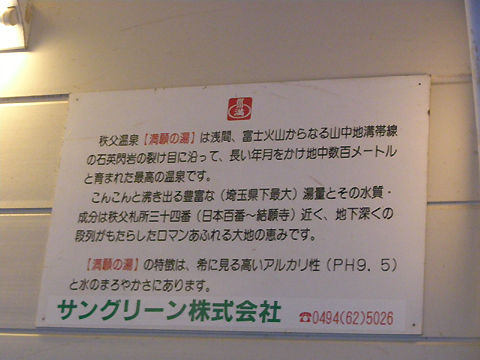 秩父温泉【満願の湯】は浅間、富士火山からなる山中地溝帯線
の石英閃岩の裂け目に沿って、長い年月をかけ地中数百メートル
と育まれた最高の温泉です。
こんこんと沸き出る豊富な（埼玉県下最大）湯量とその水質・
成分は秩父札所三十四番（日本百番～結願寺）近く、地下深くの
段列がもたらしたロマンあふれる大地の恵みです。
【満願の湯】の特徴は、希に見る高いアルカリ性（PH9.5）
と水のまろやかさにあります。
サングリーン株式会社 ☎0494(62)5026